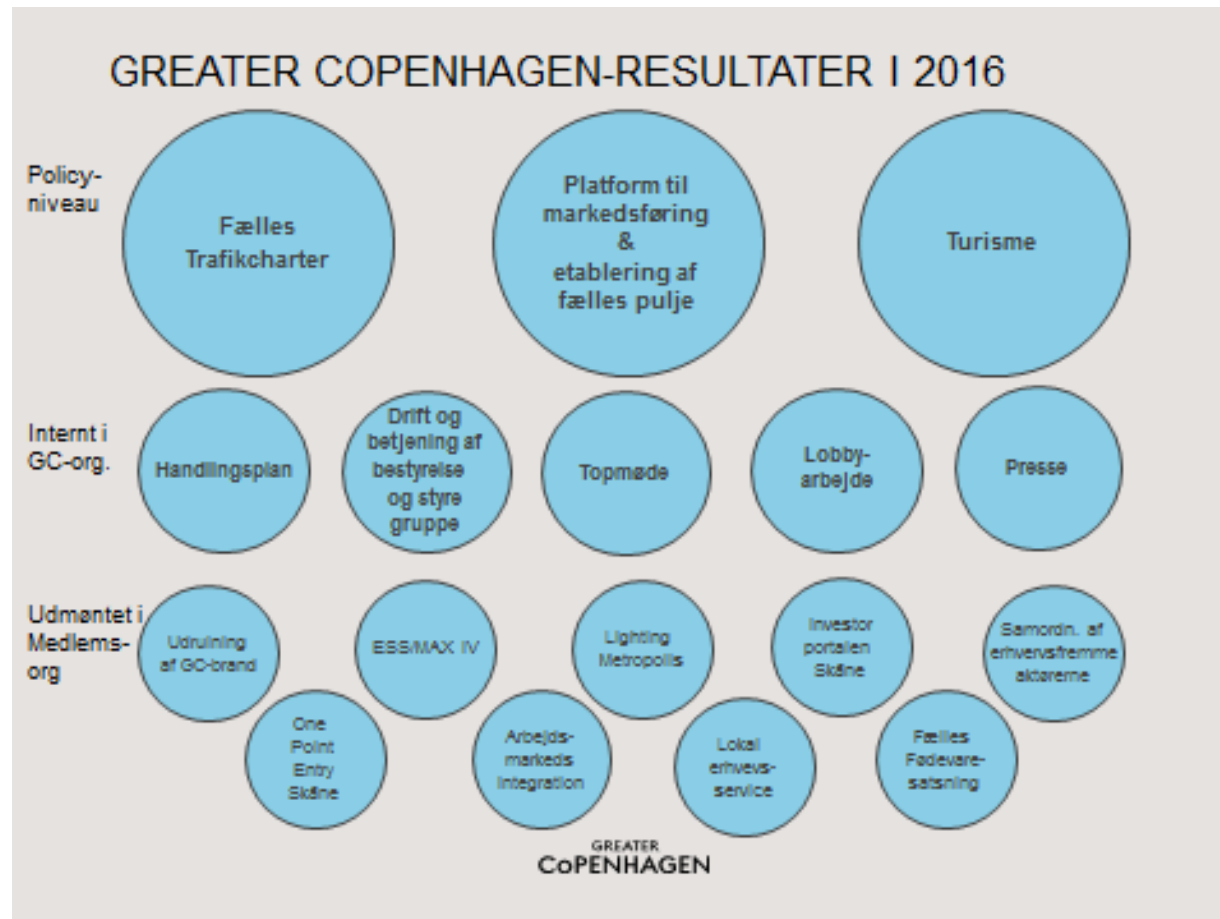 GREATER COPENHAGEN-RESULTATER I 2016
Policy-
niveau
Fælles
Trafikcharter
Platform til
markedsføring
&
etablering af
fælles pulje
Turisme
Internt i
GC-org.
Handlingsplan
Drift og
betjening af
bestyrelse
og styre
gruppe
Topmøde
Lobby-
arbejde
Presse
Udmøntet i
Medlems-
org
Udrulning
af GC-brand
ESS/MAX IV
Lighting
Metropolis
Investor
portalen
Skåne
Samordn. af
erhvervsfremme
aktørerne
One
Point
Entry
Skåne
Arbejds-
markeds
Integration
Lokal
erhvevs-
service
Fælles
Fødevare-
satsning
GREATER
CoPENHAGEN